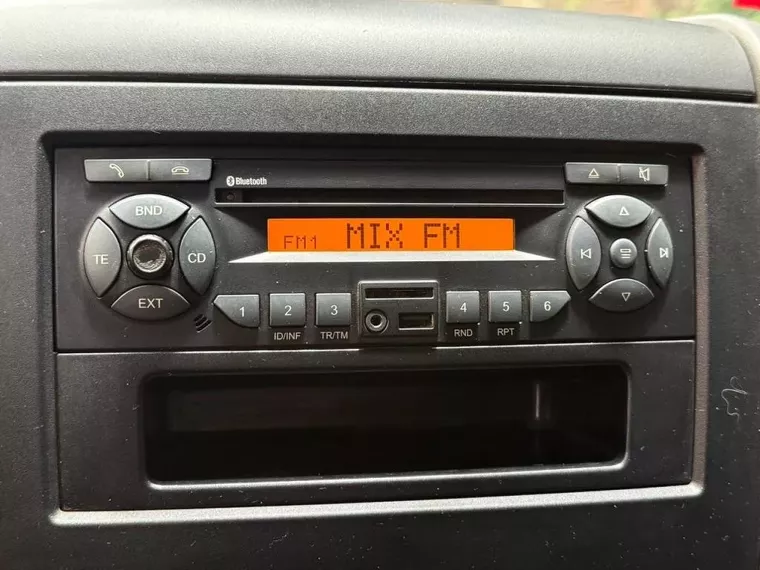 Bluetooth
BND
TE
CD
EXT
FM1 MIX FM
1 2 3 4 5 6
ID/INF TR/TM RND RPT